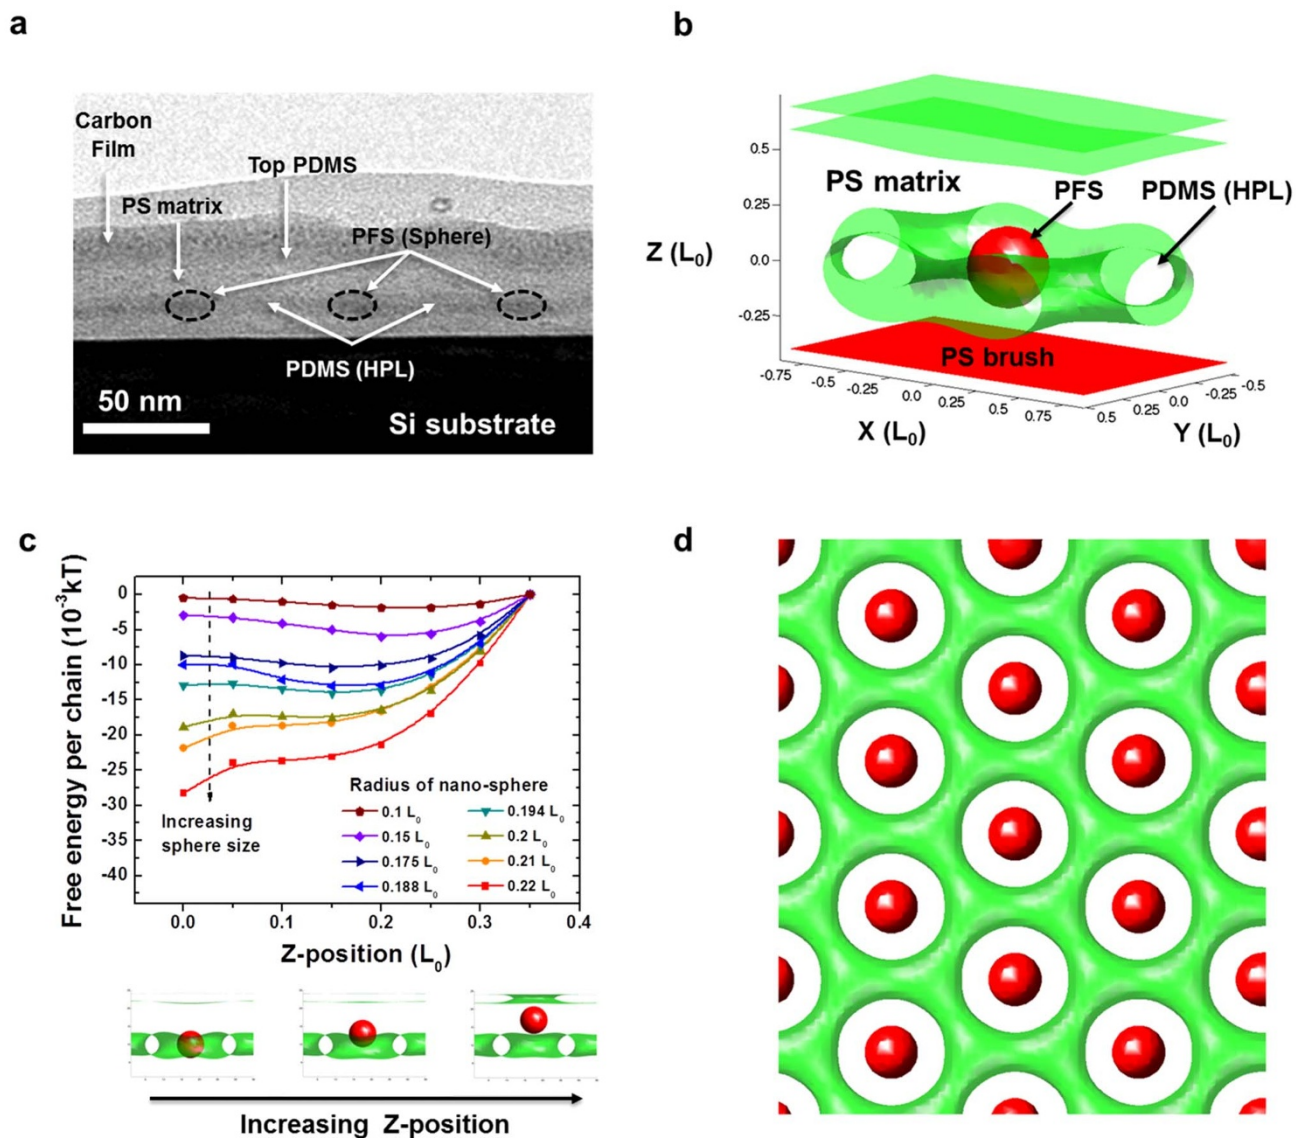 a
Carbon
Film
Top PDMS
PS matrix
PFS (Sphere)
PDMS (HPL)
50 nm
Si substrate
b
0.5
0.25
0.0
-0.25
Z (L₀)
PS matrix
PFS
PDMS (HPL)
PS brush
-0.75
-0.5
-0.25
0.0
0.25
0.5
0.75
X (L₀)
0.5
0.25
0.0
-0.25
-0.5
Y (L₀)
c
Free energy per chain (10⁻³kT)
0
-5
-10
-15
-20
-25
-30
-35
-40
Increasing
sphere size
Radius of nano-sphere
0.1 L₀ 0.194 L₀
0.15 L₀ 0.2 L₀
0.175 L₀ 0.21 L₀
0.188 L₀ 0.22 L₀
0.0 0.1 0.2 0.3 0.4
Z-position (L₀)
Increasing Z-position
d